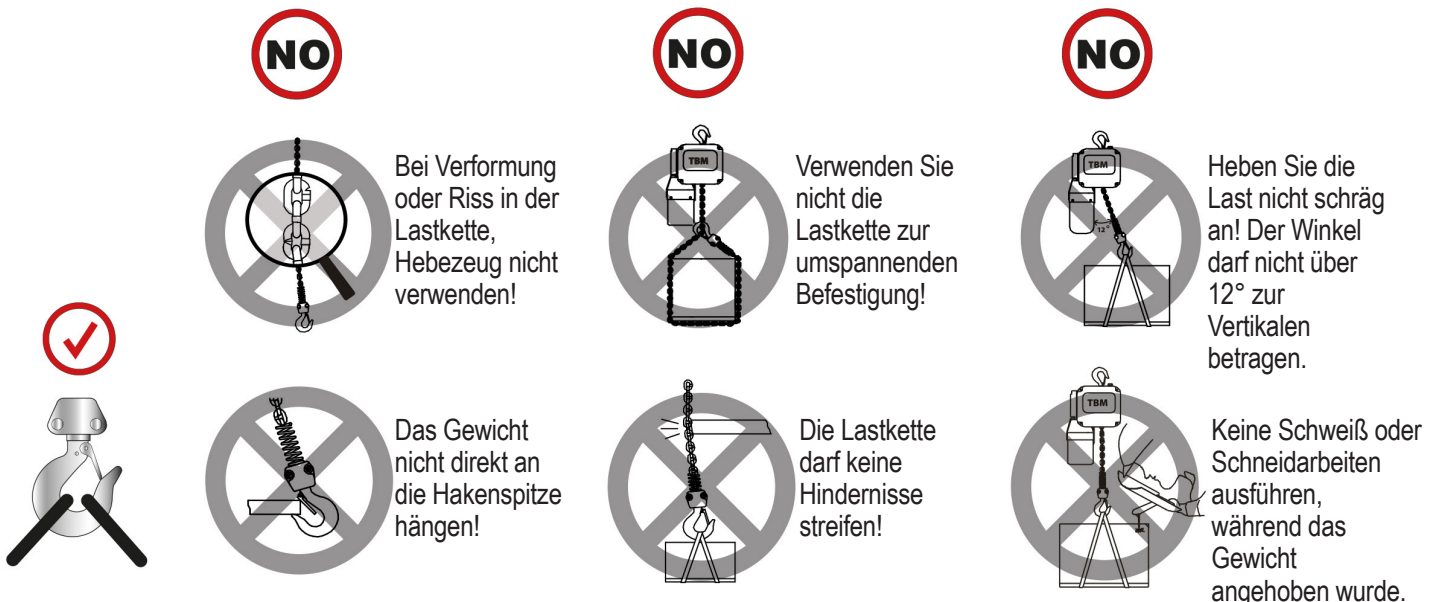 NO
NO
NO
Bei Verformung
oder Riss in der
Lastkette,
Hebezeug nicht
verwenden!
TBM
Verwenden Sie
nicht die
Lastkette zur
umspannenden
Befestigung!
TBM
12°
Heben Sie die
Last nicht schräg
an! Der Winkel
darf nicht über
12° zur
Vertikalen
betragen.
Das Gewicht
nicht direkt an
die Hakenspitze
hängen!
Die Lastkette
darf keine
Hindernisse
streifen!
TBM
Keine Schweiß oder
Schneidarbeiten
ausführen,
während das
Gewicht
angehoben wurde.